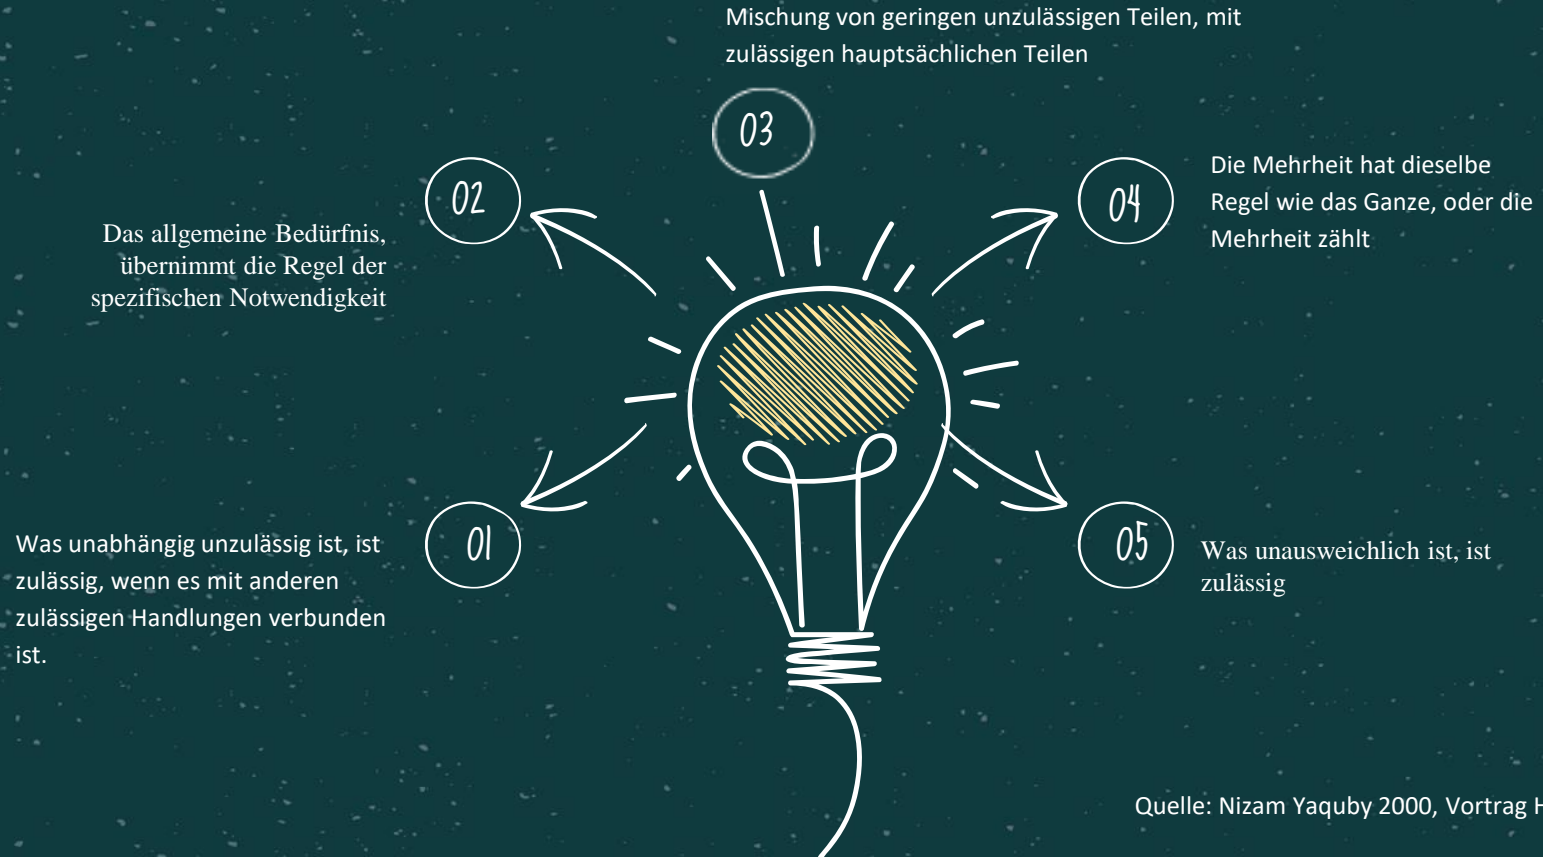 Mischung von geringen unzulässigen Teilen, mit
zulässigen hauptsächlichen Teilen
03
02
Das allgemeine Bedürfnis,
übernimmt die Regel der
spezifischen Notwendigkeit
04
Die Mehrheit hat dieselbe
Regel wie das Ganze, oder die
Mehrheit zählt
01
Was unabhängig unzulässig ist, ist
zulässig, wenn es mit anderen
zulässigen Handlungen verbunden
ist.
05
Was unausweichlich ist, ist
zulässig
Quelle: Nizam Yaquby 2000, Vortrag H